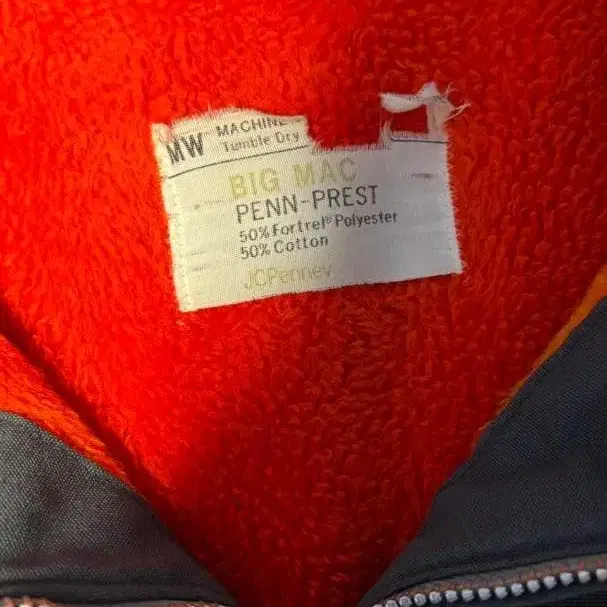 MW MACHINE
Tumble Dry
BIG MAC
PENN-PREST
50% Fortrel® Polyester
50% Cotton
JCPenney